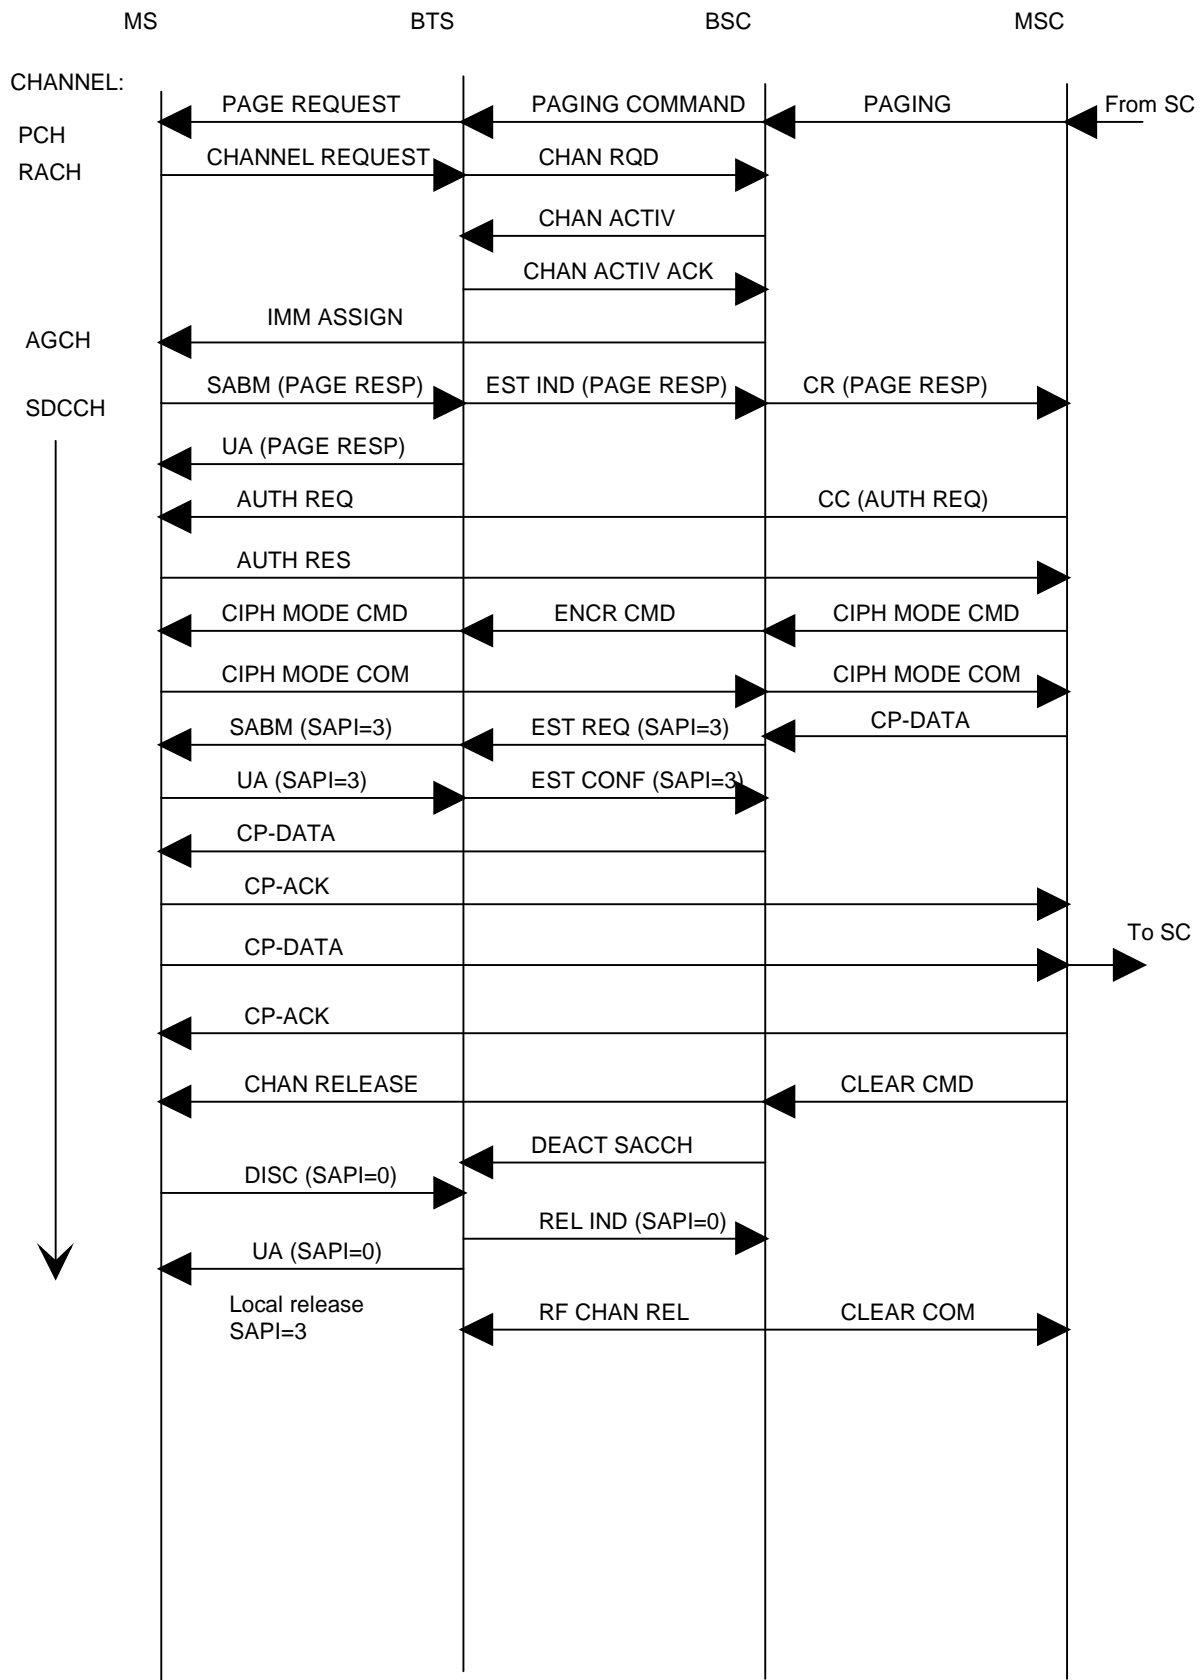 MS BTS BSC MSC
CHANNEL:
PAGE REQUEST PAGING COMMAND PAGING From SC
PCH
CHANNEL REQUEST CHAN RQD
RACH
CHAN ACTIV
CHAN ACTIV ACK
IMM ASSIGN
AGCH
SABM (PAGE RESP) EST IND (PAGE RESP) CR (PAGE RESP)
SDCCH
UA (PAGE RESP)
AUTH REQ CC (AUTH REQ)
AUTH RES
CIPH MODE CMD ENCR CMD CIPH MODE CMD
CIPH MODE COM CIPH MODE COM
SABM (SAPI=3) EST REQ (SAPI=3) CP-DATA
UA (SAPI=3) EST CONF (SAPI=3)
CP-DATA
CP-ACK
CP-DATA To SC
CP-ACK
CHAN RELEASE CLEAR CMD
DEACT SACCH
DISC (SAPI=0)
REL IND (SAPI=0)
UA (SAPI=0)
Local release RF CHAN REL CLEAR COM
SAPI=3